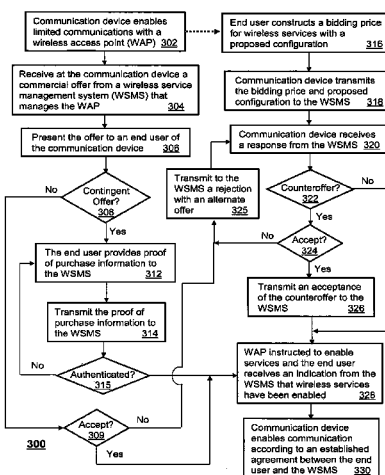 Communication device enables
limited communications with a
wireless access point (WAP)
302
Receive at the communication device a
commercial offer from a wireless service
management system (WSMS) that
manages the WAP 304
Present the offer to an end user of
the communication device 306
Contingent
Offer?
308
No
Yes
The end user provides proof
of purchase information to
the WSMS 312
Transmit the proof of
purchase information to
the WSMS 314
Authenticated?
315
No
Yes
Accept?
309
No
Yes
300
End user constructs a bidding price
for wireless services with a
proposed configuration 316
Communication device transmits
the bidding price and proposed
configuration to the WSMS 318
Communication device receives
a response from the WSMS 320
Counteroffer?
322
No
Yes
Transmit to the
WSMS a rejection
with an alternate
offer 325
Accept?
324
No
Yes
Transmit an acceptance
of the counteroffer to the
WSMS 326
WAP instructed to enable
services and the end user
receives an indication from the
WSMS that wireless services
have been enabled 328
Communication device
enables communication
according to an established
agreement between the end
user and the WSMS 330